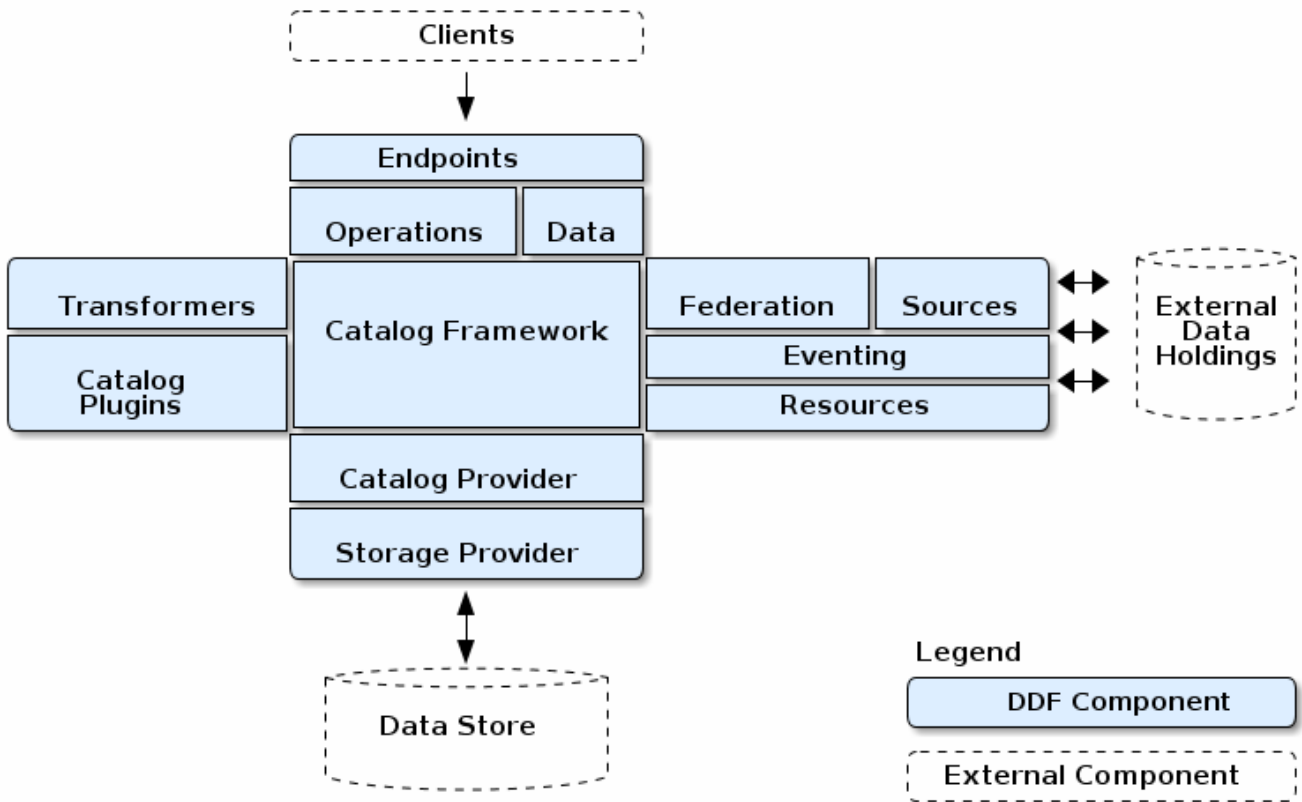 Clients
Endpoints
Operations
Data
Transformers
Catalog Framework
Federation
Sources
External
Data
Holdings
Eventing
Catalog
Plugins
Resources
Catalog Provider
Storage Provider
Legend
DDF Component
Data Store
External Component